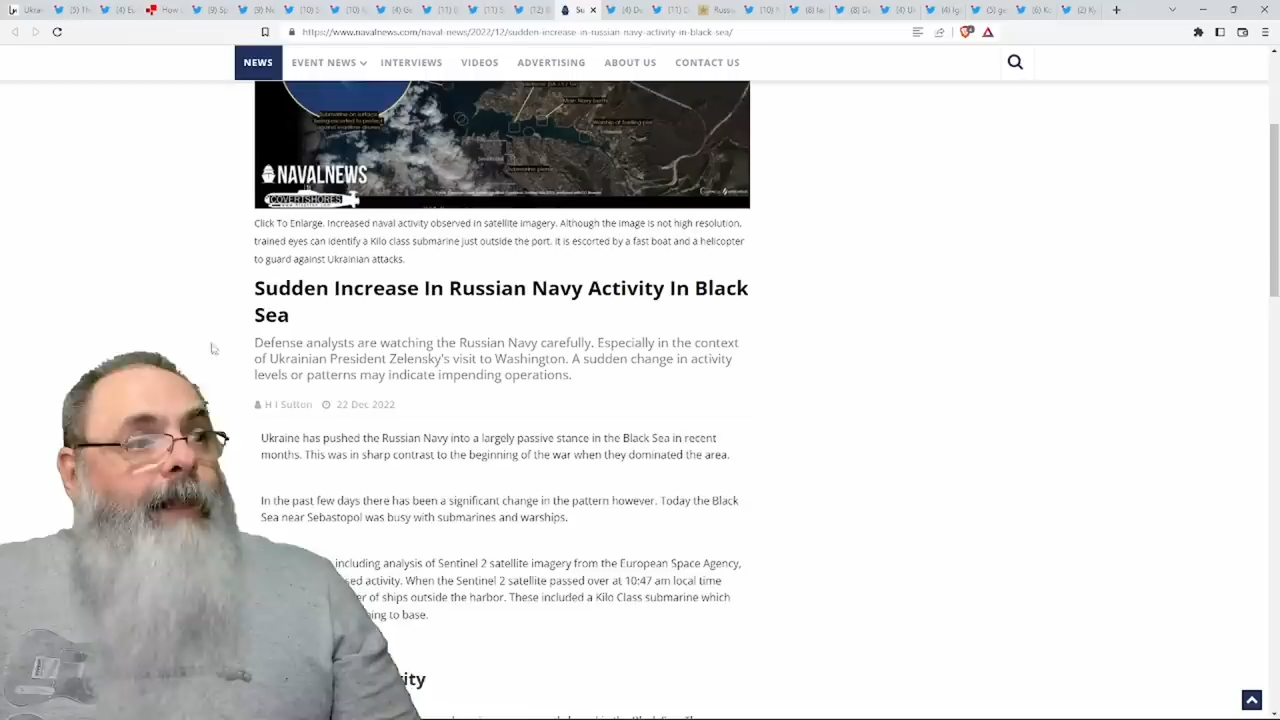 https://www.navalnews.com/naval-news/2022/12/sudden-increase-in-russian-navy-activity-in-black-sea/
NEWS EVENT NEWS INTERVIEWS VIDEOS ADVERTISING ABOUT US CONTACT US
Submarine on surface
Main Navy berth
NAVALNEWS
COVERTSHORES
Click To Enlarge. Increased naval activity observed in satellite imagery. Although the image is not high resolution,
trained eyes can identify a Kilo class submarine just outside the port. It is escorted by a fast boat and a helicopter
to guard against Ukrainian attacks.
Sudden Increase In Russian Navy Activity In Black
Sea
Defense analysts are watching the Russian Navy carefully. Especially in the context
of Ukrainian President Zelensky's visit to Washington. A sudden change in activity
levels or patterns may indicate impending operations.
H I Sutton 22 Dec 2022
Ukraine has pushed the Russian Navy into a largely passive stance in the Black Sea in recent
months. This was in sharp contrast to the beginning of the war when they dominated the area.
In the past few days there has been a significant change in the pattern however. Today the Black
Sea near Sebastopol was busy with submarines and warships.
including analysis of Sentinel 2 satellite imagery from the European Space Agency,
activity. When the Sentinel 2 satellite passed over at 10:47 am local time
of ships outside the harbor. These included a Kilo Class submarine which
to base.